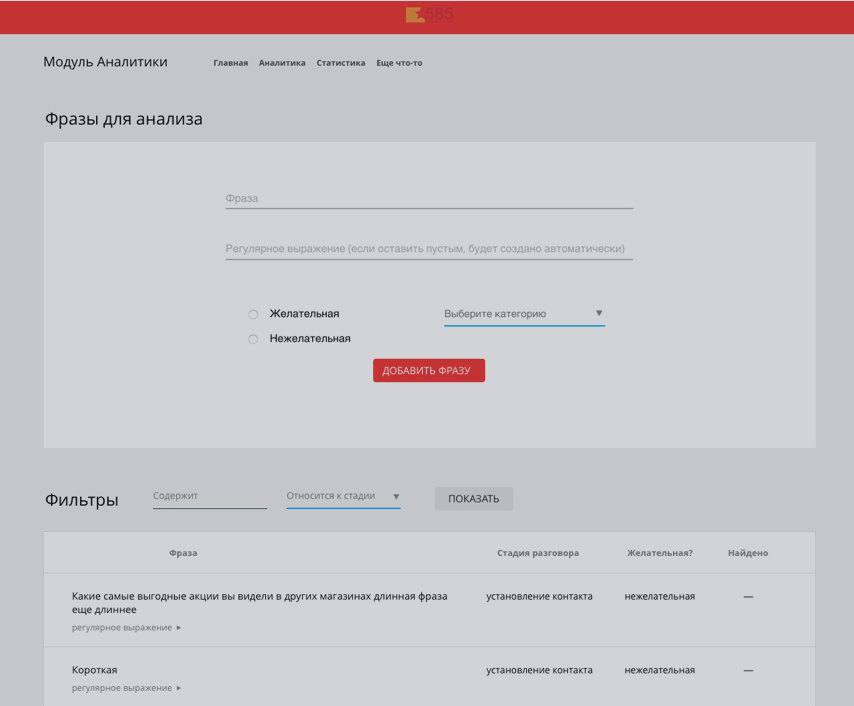 585
Модуль Аналитики
Главная Аналитика Статистика Еще что-то
Фразы для анализа
Фраза
Регулярное выражение (если оставить пустым, будет создано автоматически)
Желательная
Выберите категорию
Нежелательная
ДОБАВИТЬ ФРАЗУ
Фильтры
Содержит
Относится к стадии
ПОКАЗАТЬ
Фраза Стадия разговора Желательная? Найдено
Какие самые выгодные акции вы видели в других магазинах длинная фраза
еще длиннее
установление контакта нежелательная —
регулярное выражение
Короткая установление контакта нежелательная —
регулярное выражение